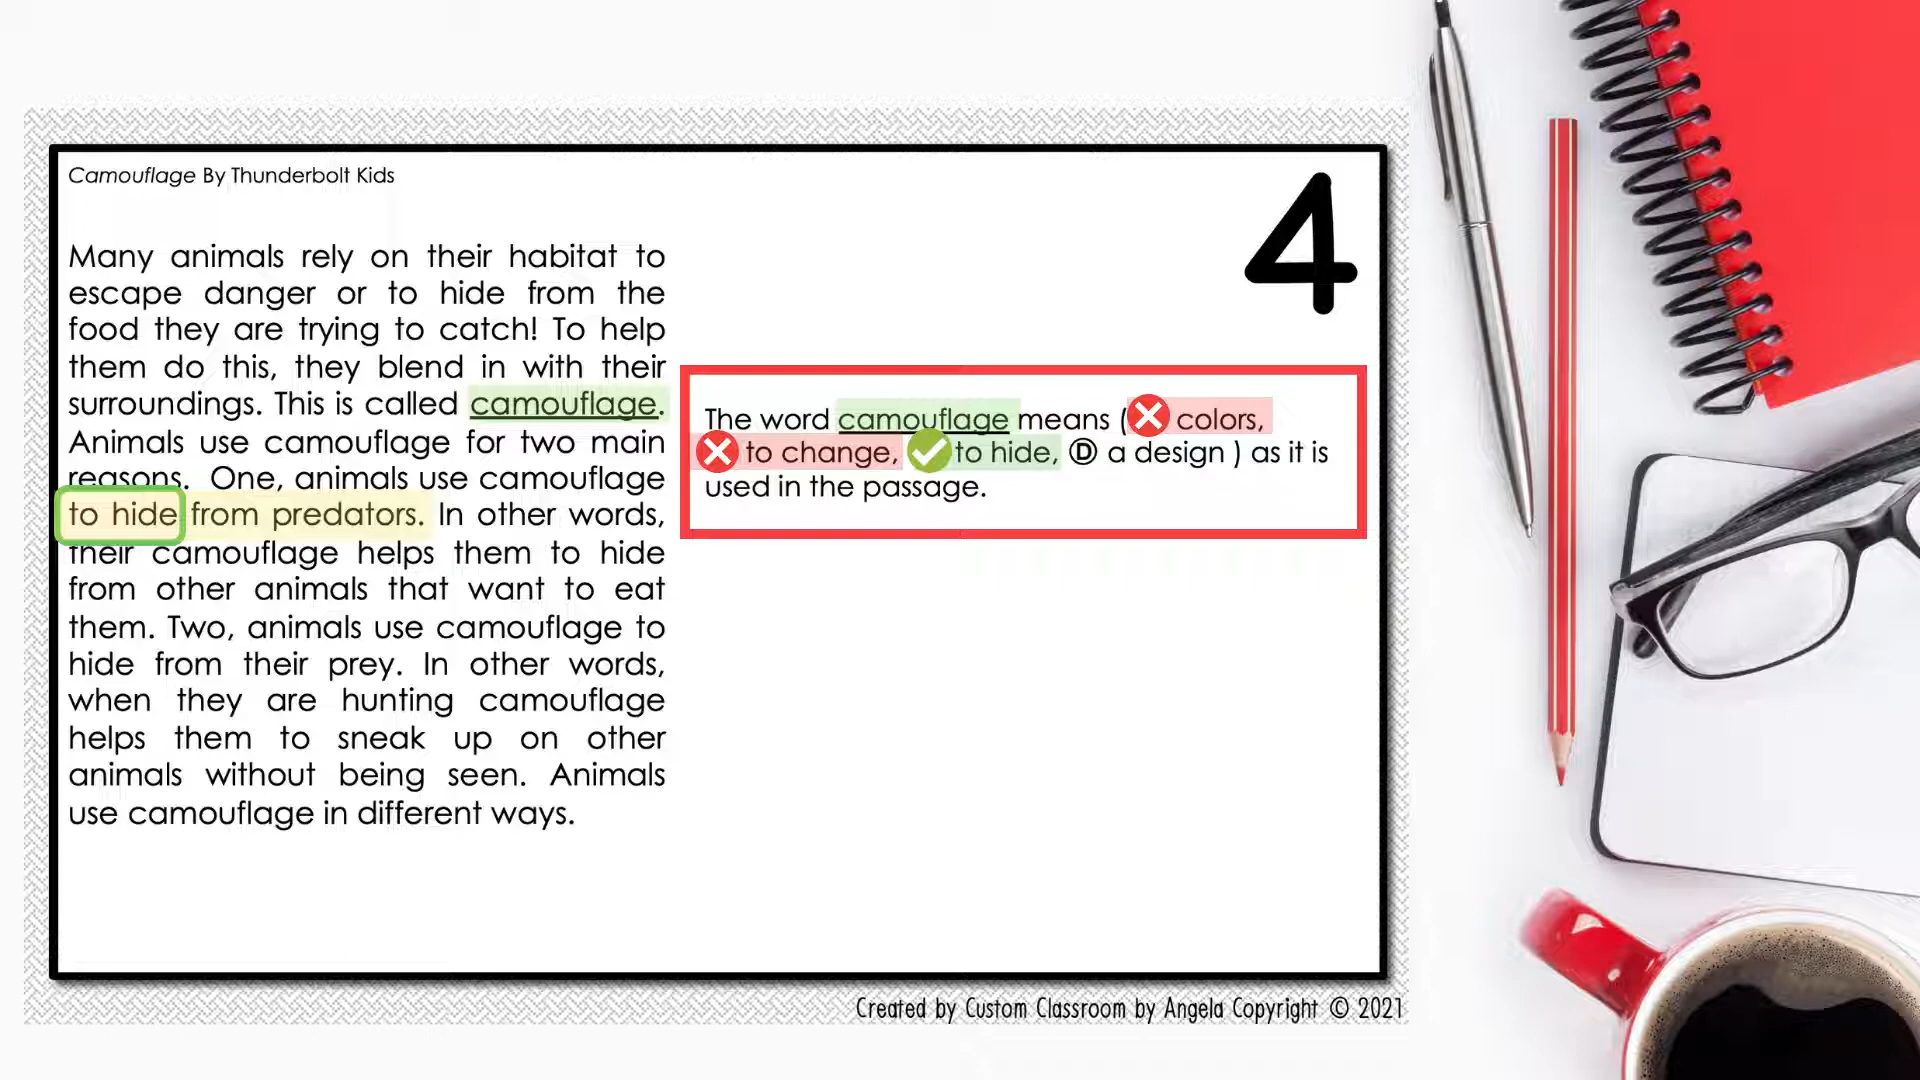 Camouflage By Thunderbolt Kids
4
Many animals rely on their habitat to
escape danger or to hide from the
food they are trying to catch! To help
them do this, they blend in with their
surroundings. This is called camouflage.
Animals use camouflage for two main
reasons. One, animals use camouflage
to hide from predators. In other words,
their camouflage helps them to hide
from other animals that want to eat
them. Two, animals use camouflage to
hide from their prey. In other words,
when they are hunting camouflage
helps them to sneak up on other
animals without being seen. Animals
use camouflage in different ways.
The word camouflage means ( colors,
to change, to hide, Ⓓ a design ) as it is
used in the passage.
Created by Custom Classroom by Angela Copyright © 2021